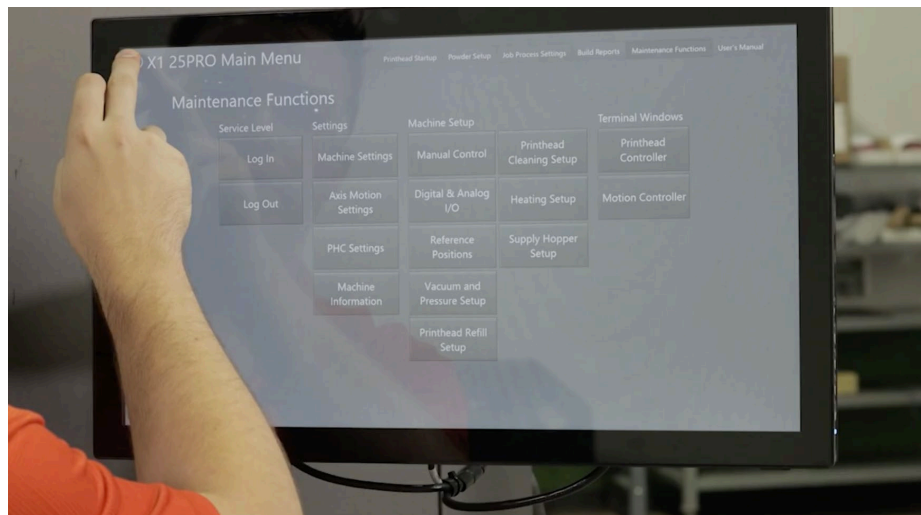 X1 25PRO Main Menu
Printhead Startup
Powder Setup
Job Process Settings
Build Reports
Maintenance Functions
User's Manual
Maintenance Functions
Service Level
Log In
Log Out
Settings
Machine Settings
Axis Motion
Settings
PHC Settings
Machine
Information
Machine Setup
Manual Control
Digital & Analog
I/O
Reference
Positions
Vacuum and
Pressure Setup
Printhead Refill
Setup
Printhead
Cleaning Setup
Heating Setup
Supply Hopper
Setup
Terminal Windows
Printhead
Controller
Motion Controller